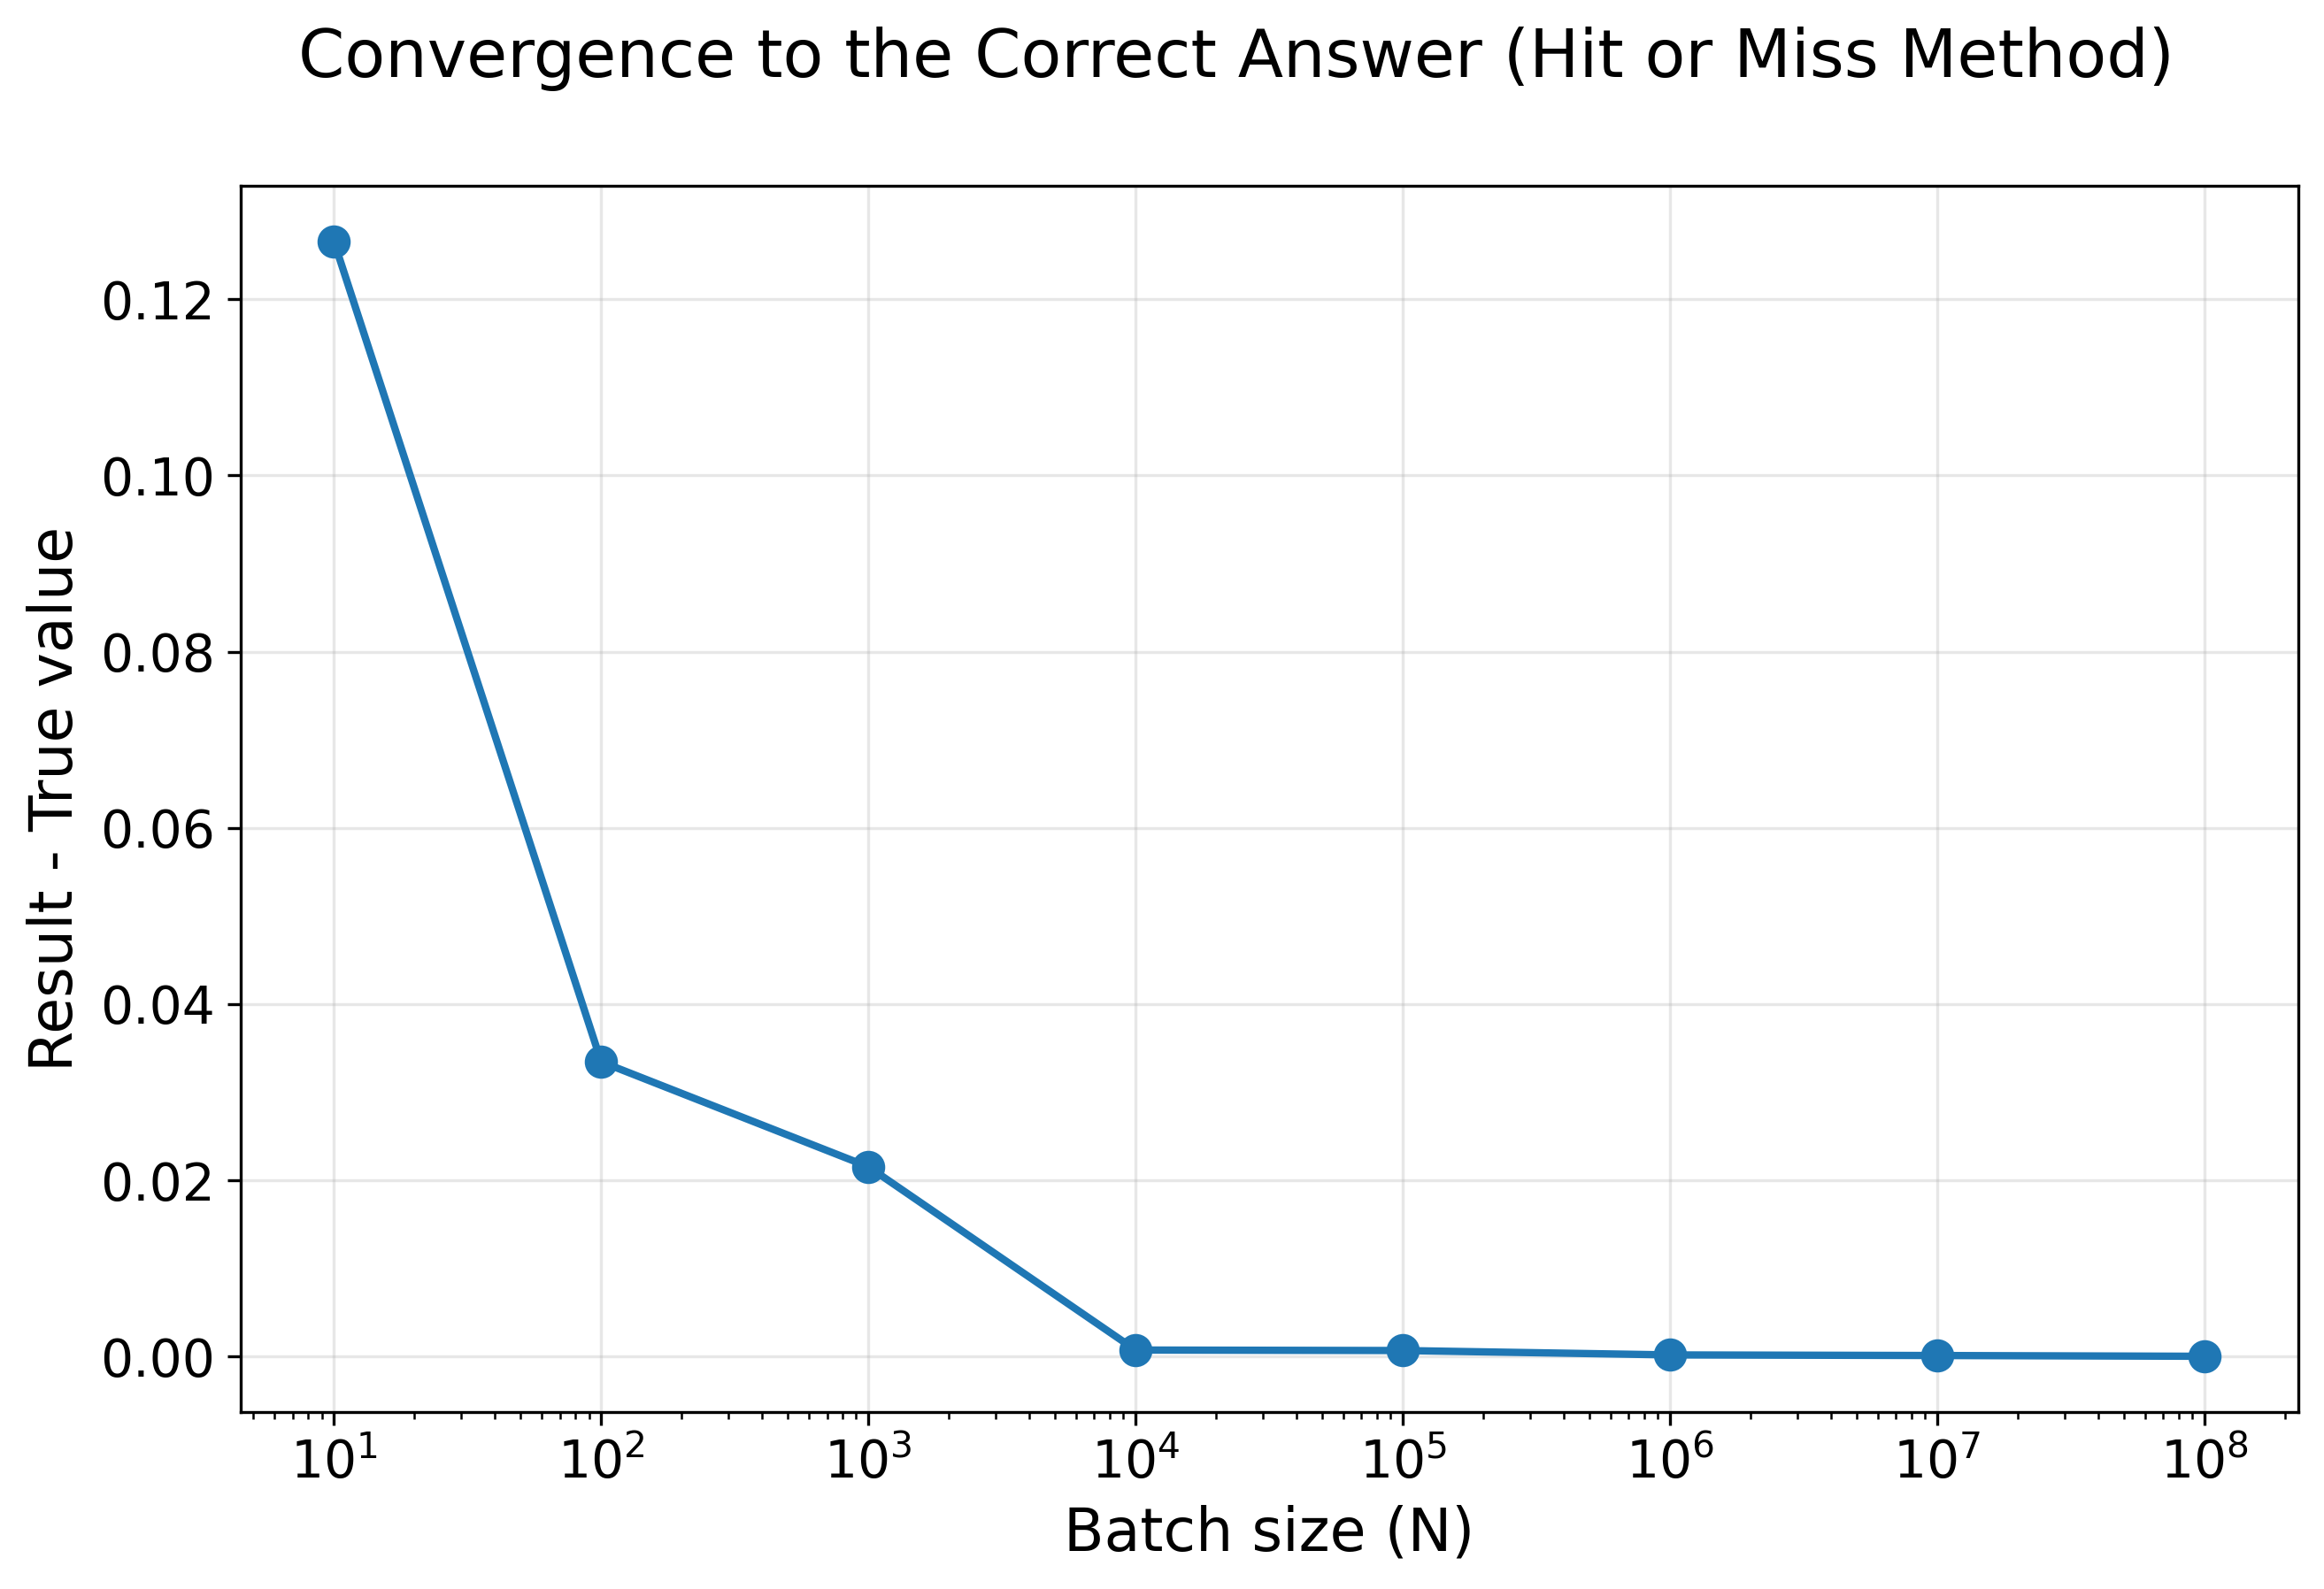 Convergence to the Correct Answer (Hit or Miss Method)
Result - True value
0.12
0.10
0.08
0.06
0.04
0.02
0.00
10¹ 10² 10³ 10⁴ 10⁵ 10⁶ 10⁷ 10⁸
Batch size (N)